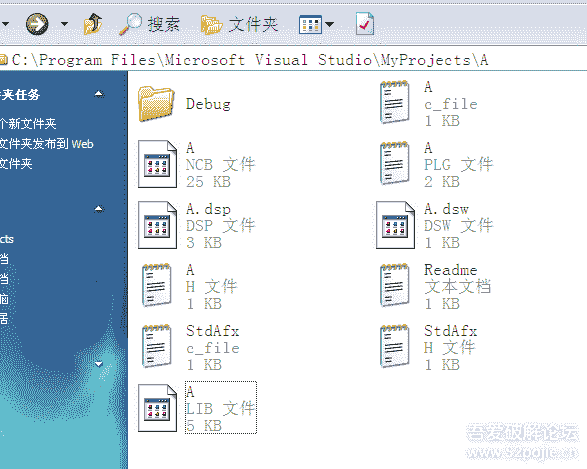 搜索 文件夹
C:\Program Files\Microsoft Visual Studio\MyProjects\A
夹任务
个新文件夹
文件夹发布到 Web
文件夹
cts
档
档
脑
居
Debug
A
c_file
1 KB
A
NCB 文件
25 KB
A
PLG 文件
2 KB
A.dsp
DSP 文件
3 KB
A.dsw
DSW 文件
1 KB
A
H 文件
1 KB
Readme
文本文档
1 KB
StdAfx
c_file
1 KB
StdAfx
H 文件
1 KB
A
LIB 文件
5 KB
吾爱破解论坛
www.52pojie.cn